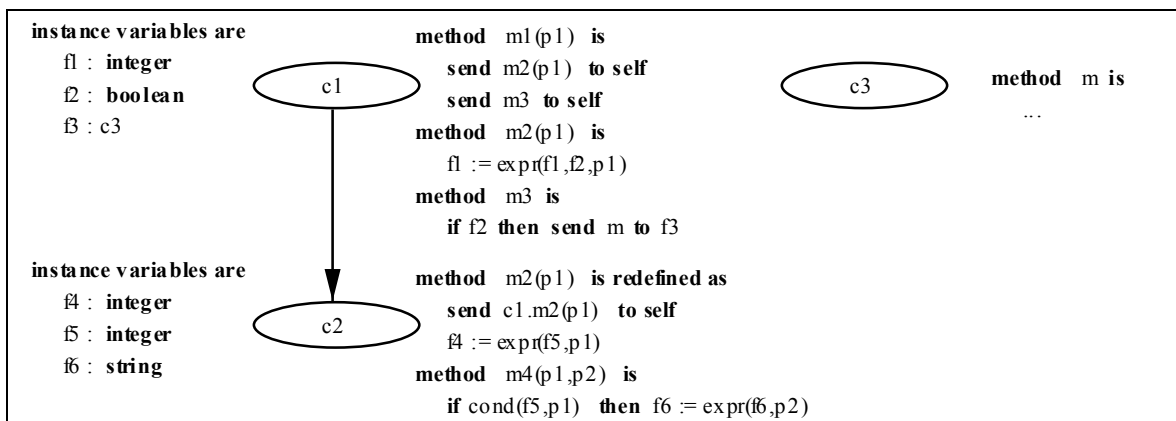 instance variables are
f1 : integer
f2 : boolean
f3 : c3
c1
method m1(p1) is
send m2(p1) to self
send m3 to self
method m2(p1) is
f1 := expr(f1,f2,p1)
method m3 is
if f2 then send m to f3
c3
method m is
...
instance variables are
f4 : integer
f5 : integer
f6 : string
c2
method m2(p1) is redefined as
send c1.m2(p1) to self
f4 := expr(f5,p1)
method m4(p1,p2) is
if cond(f5,p1) then f6 := expr(f6,p2)